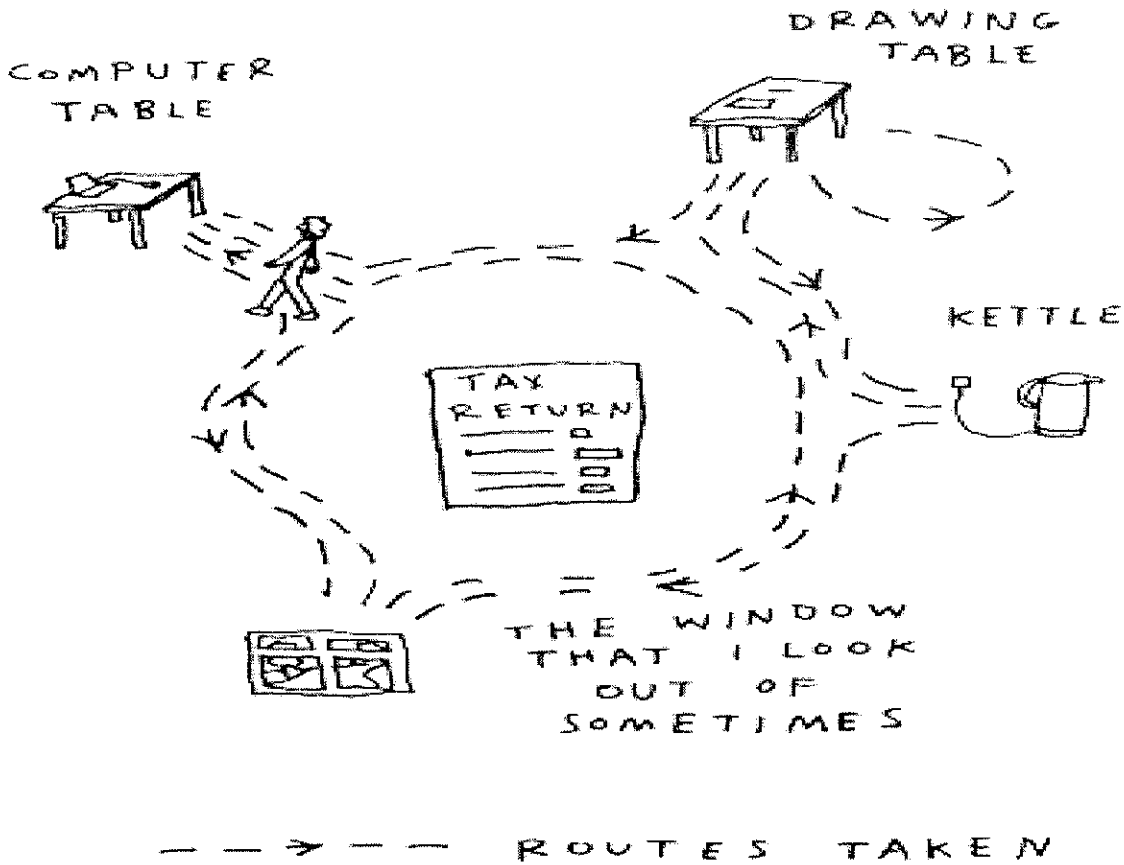 DRAWING
TABLE
COMPUTER
TABLE
KETTLE
TAX
RETURN
THE WINDOW
THAT I LOOK
OUT OF
SOMETIMES
ROUTES TAKEN